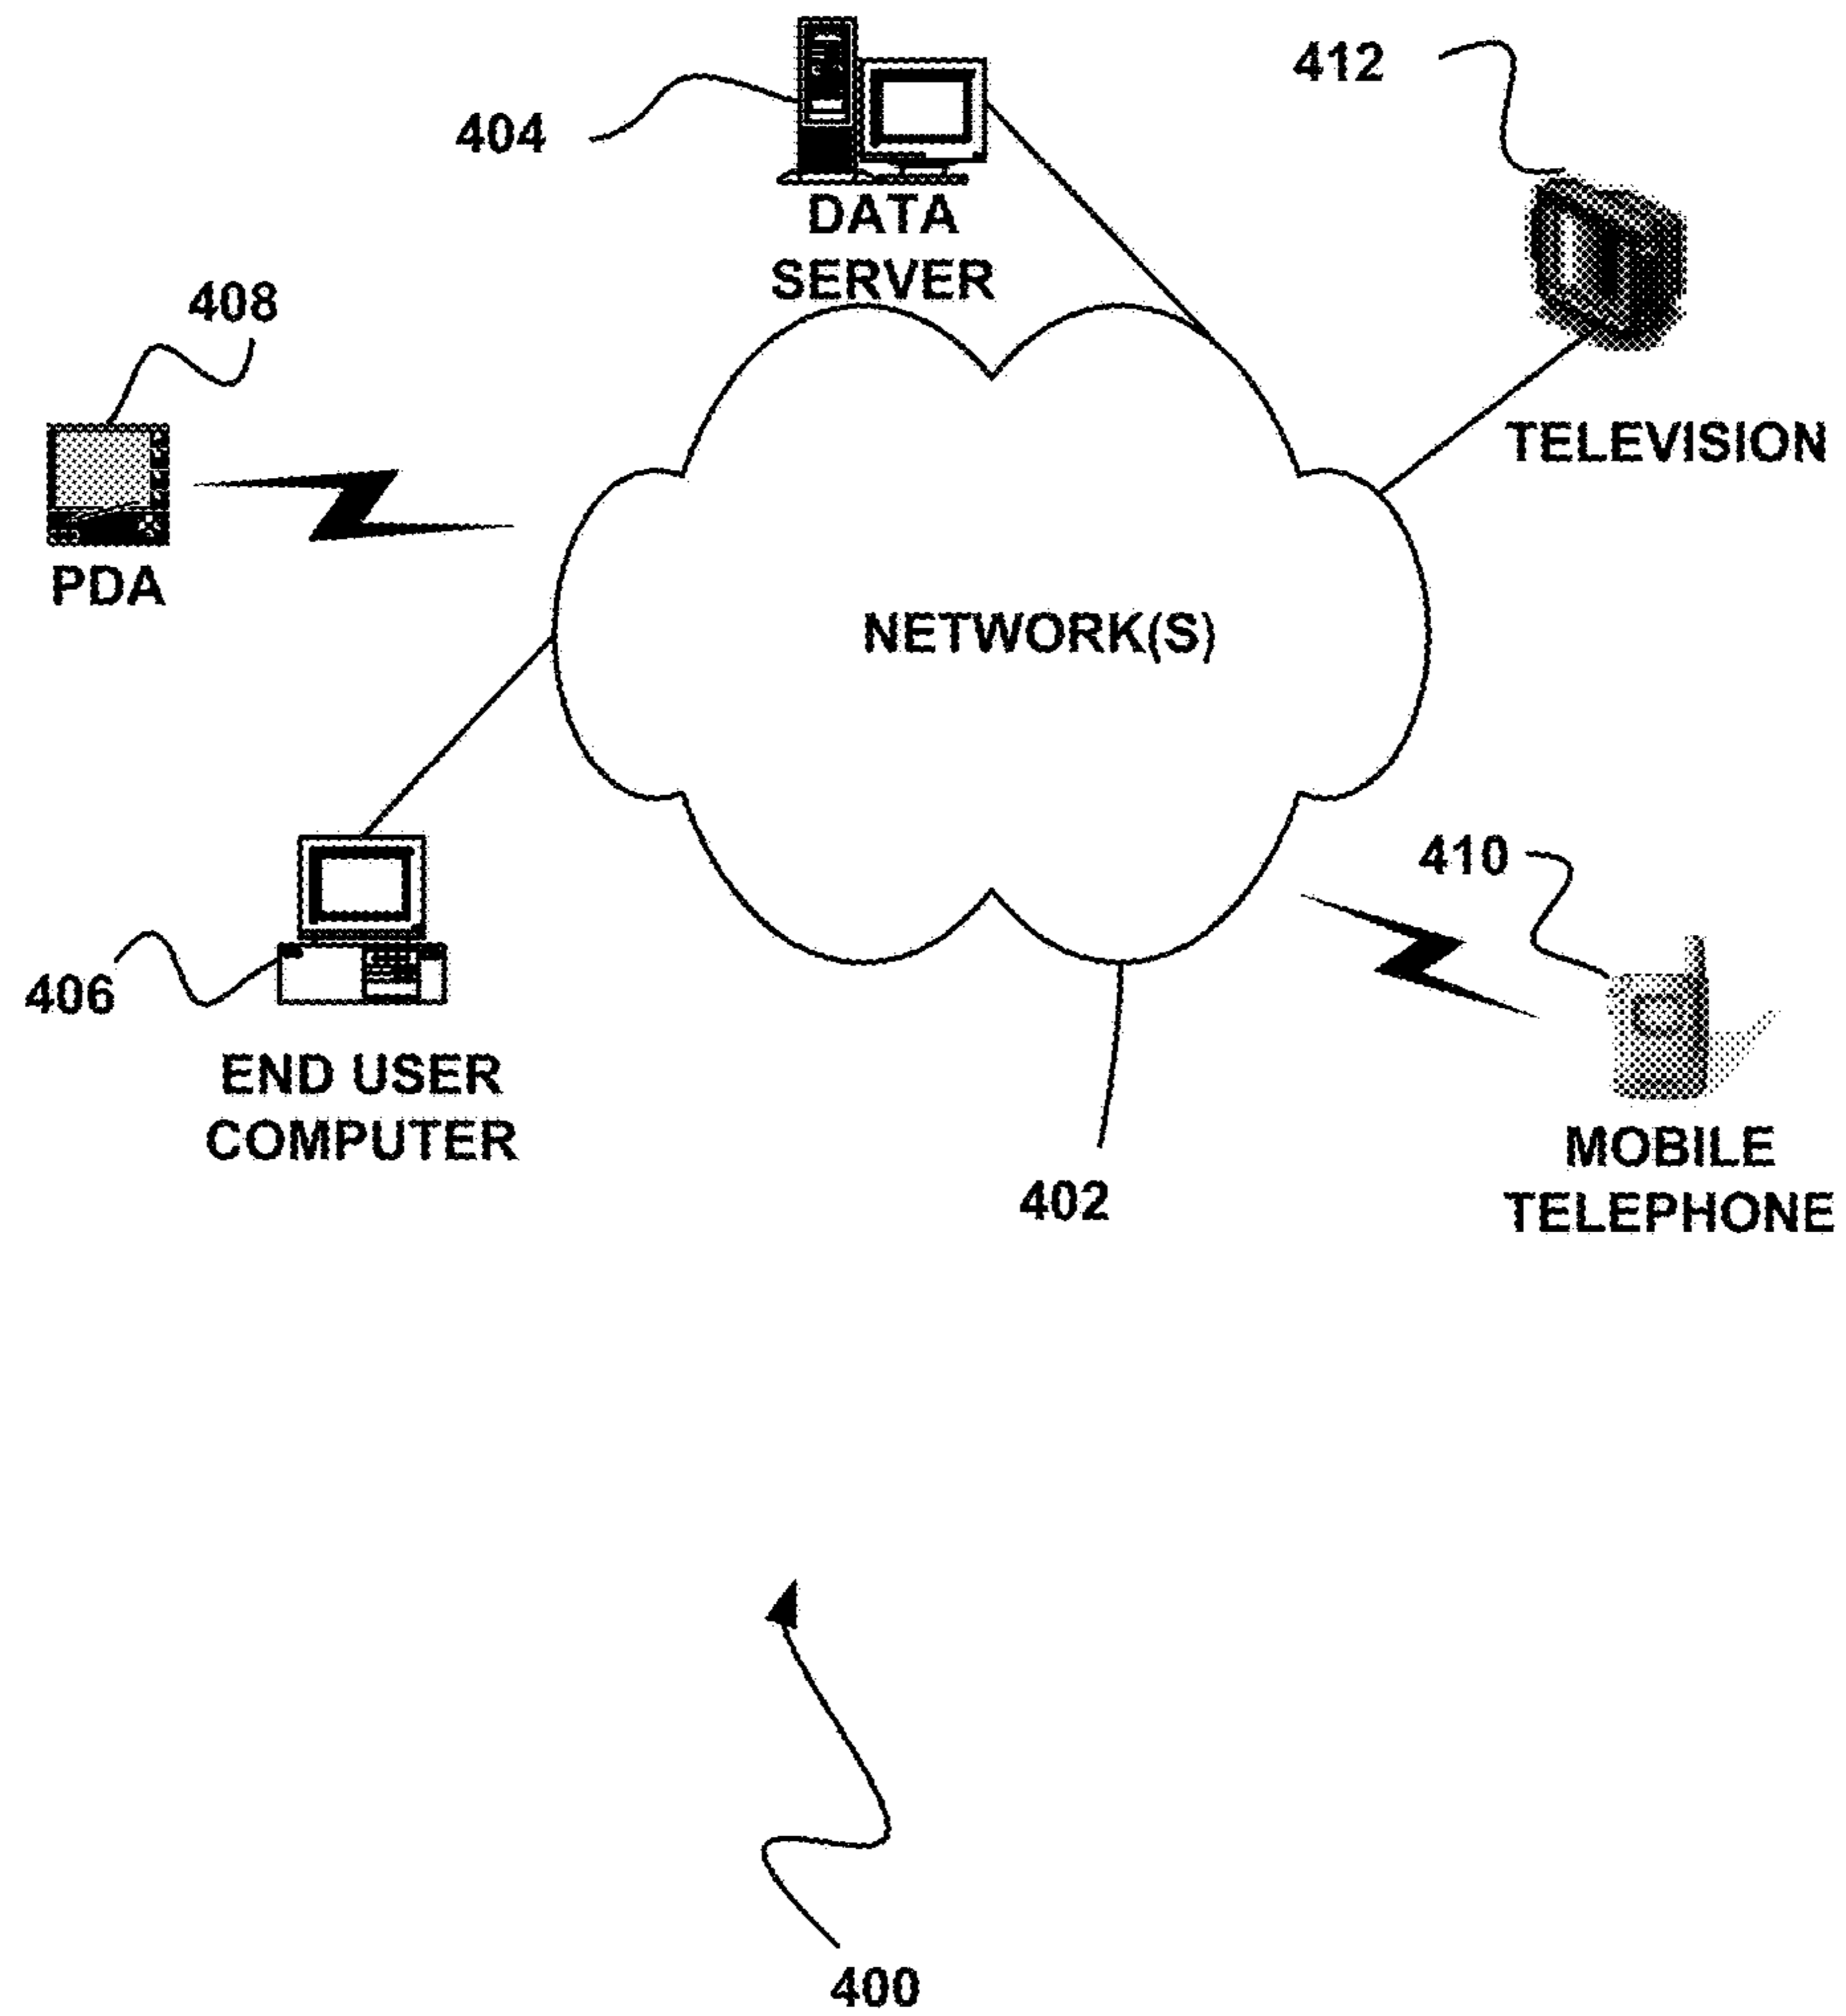 412
404
DATA
SERVER
408
TELEVISION
PDA
NETWORK(S)
410
406
END USER
COMPUTER
MOBILE
TELEPHONE
402
400